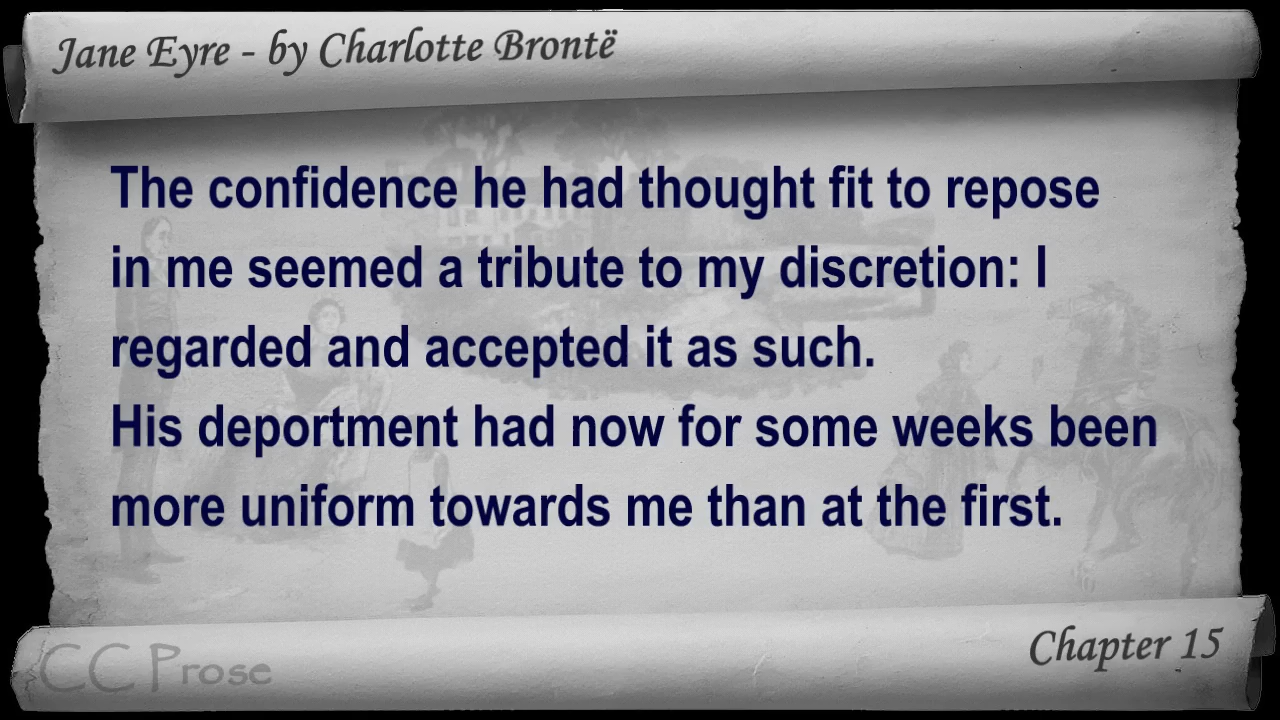 Jane Eyre - by Charlotte Brontë
The confidence he had thought fit to repose
in me seemed a tribute to my discretion: I
regarded and accepted it as such.
His deportment had now for some weeks been
more uniform towards me than at the first.
CC Prose
Chapter 15